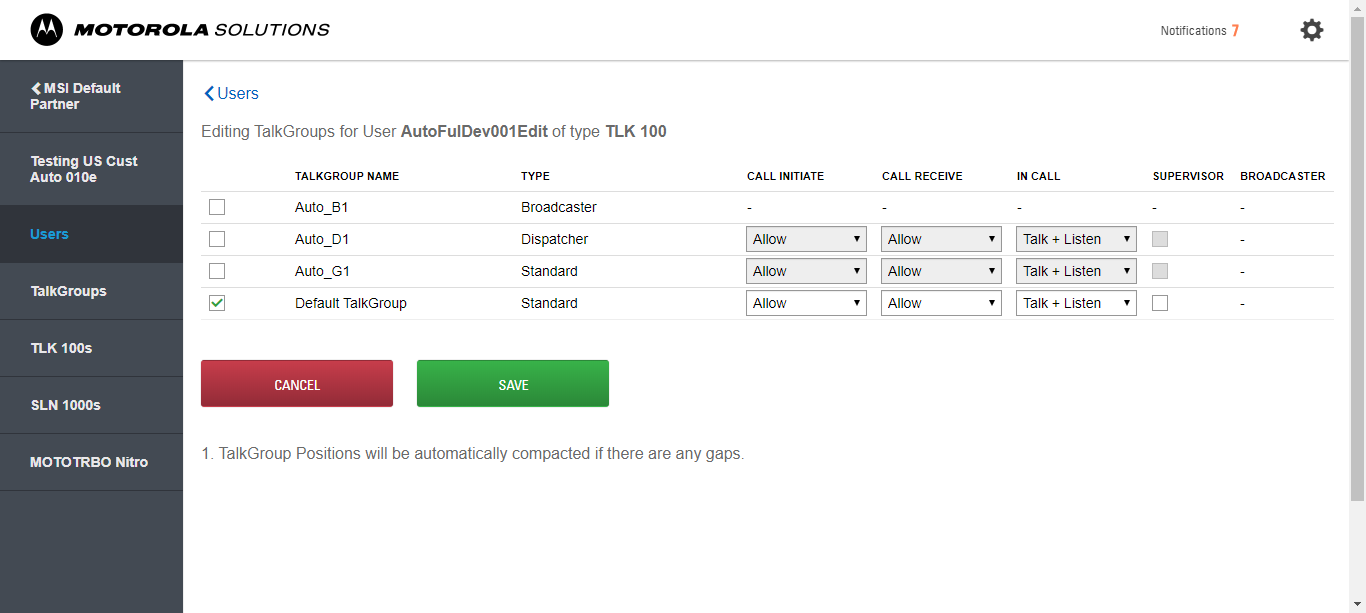 MOTOROLA SOLUTIONS
Notifications 7
MSI Default
Partner
Testing US Cust
Auto 010e
Users
TalkGroups
TLK 100s
SLN 1000s
MOTOTRBO Nitro
Users
Editing TalkGroups for User AutoFulDev001Edit of type TLK 100
TALKGROUP NAME TYPE CALL INITIATE CALL RECEIVE IN CALL SUPERVISOR BROADCASTER
Auto_B1 Broadcaster - - - - -
Auto_D1 Dispatcher Allow Allow Talk + Listen -
Auto_G1 Standard Allow Allow Talk + Listen -
Default TalkGroup Standard Allow Allow Talk + Listen -
CANCEL SAVE
1. TalkGroup Positions will be automatically compacted if there are any gaps.